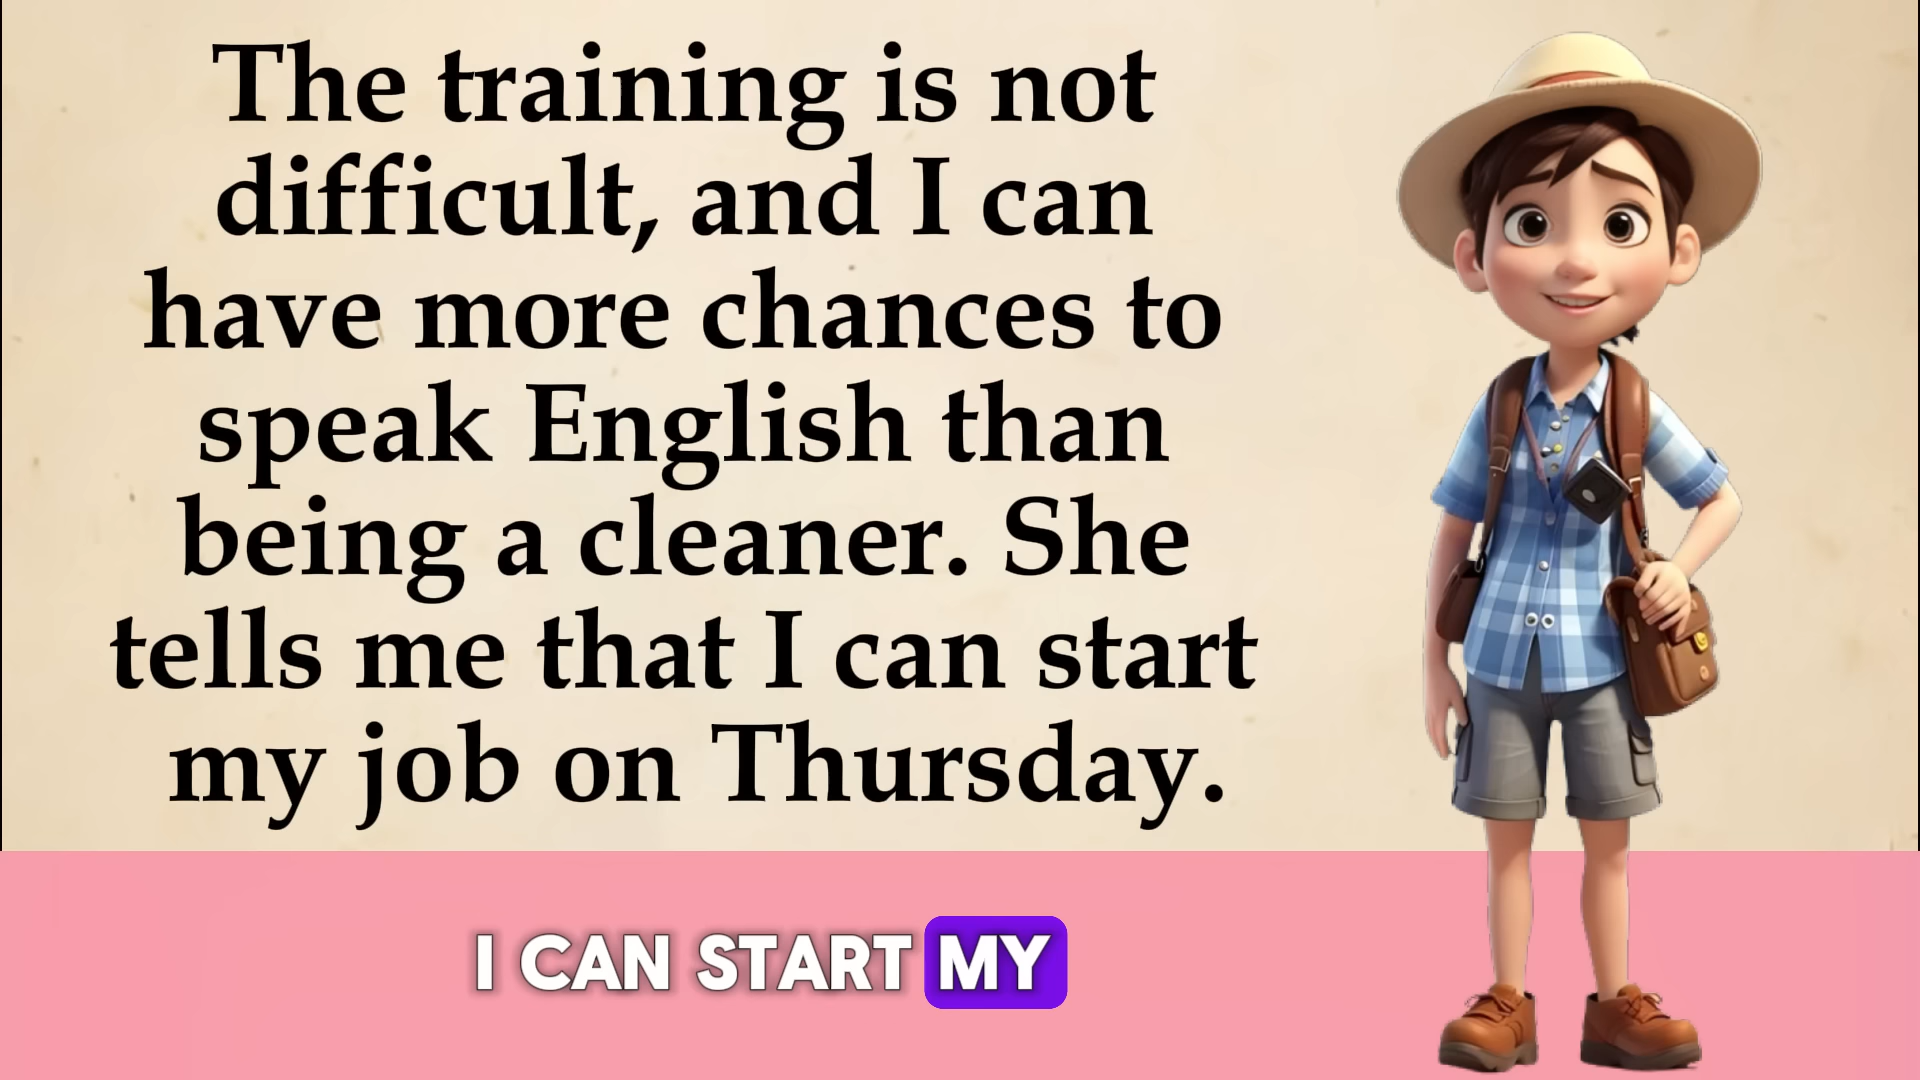 The training is not
difficult, and I can
have more chances to
speak English than
being a cleaner. She
tells me that I can start
my job on Thursday.
I CAN START MY